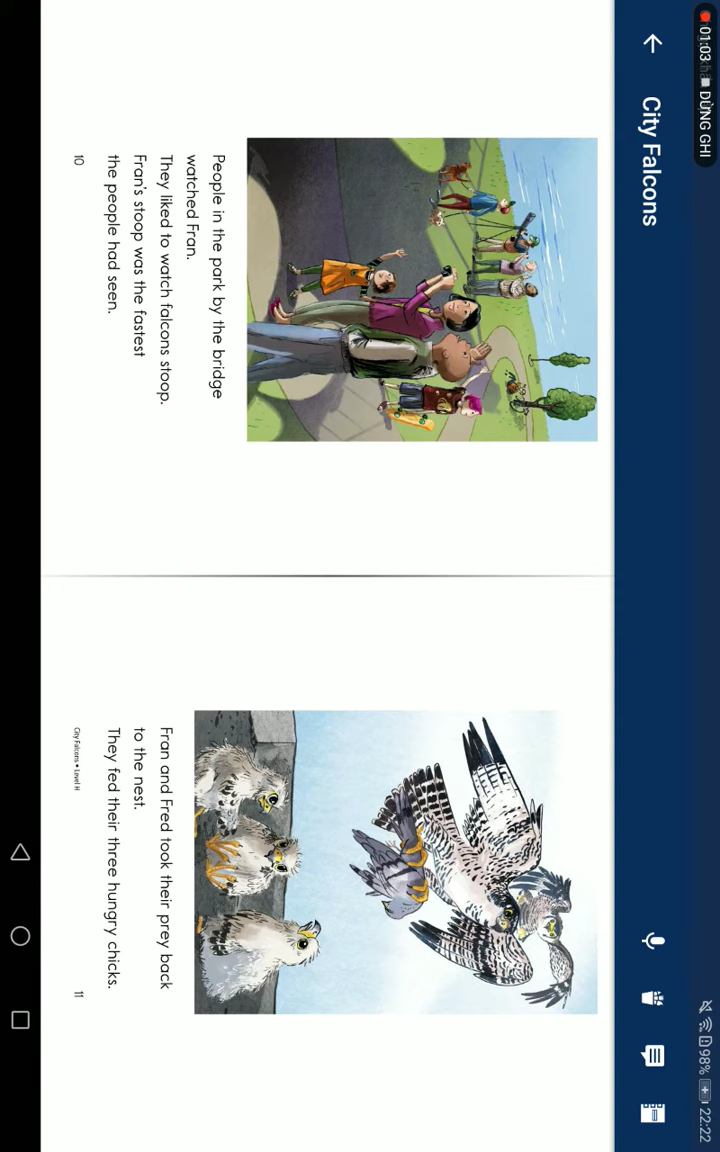 01:03
DỪNG GHI
98%
22:22
City Falcons
People in the park by the bridge
watched Fran.
They liked to watch falcons stoop.
Fran's stoop was the fastest
the people had seen.
10
Fran and Fred took their prey back
to the nest.
They fed their three hungry chicks.
City Falcons • Level H
11